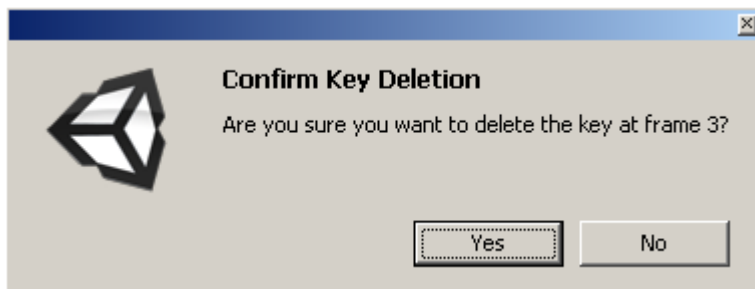 Confirm Key Deletion
Are you sure you want to delete the key at frame 3?
Yes No